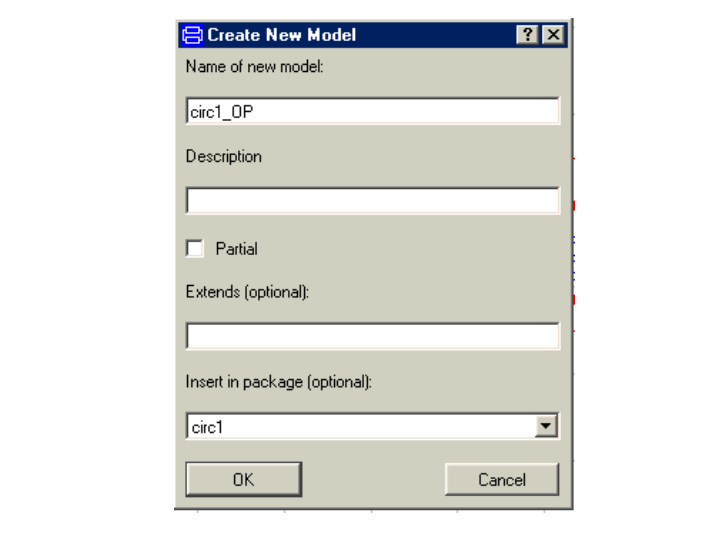 Create New Model ? X
Name of new model:
circ1_OP
Description
Partial
Extends (optional):
Insert in package (optional):
circ1
OK Cancel